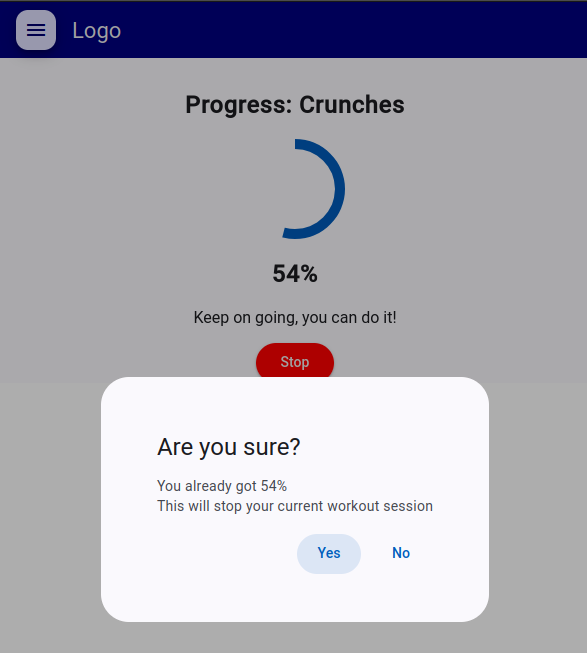 Logo
Progress: Crunches
54%
Keep on going, you can do it!
Stop
Are you sure?
You already got 54%
This will stop your current workout session
Yes
No